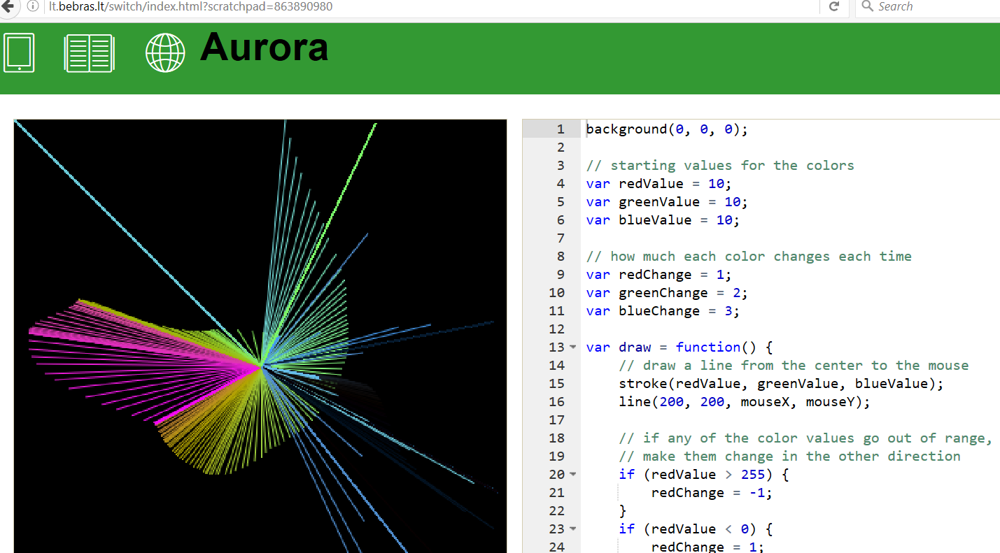 lt.bebras.lt/switch/index.html?scratchpad=863890980
Search
Aurora
1 background(0, 0, 0);
2
3 // starting values for the colors
4 var redValue = 10;
5 var greenValue = 10;
6 var blueValue = 10;
7
8 // how much each color changes each time
9 var redChange = 1;
10 var greenChange = 2;
11 var blueChange = 3;
12
13 var draw = function() {
14     // draw a line from the center to the mouse
15     stroke(redValue, greenValue, blueValue);
16     line(200, 200, mouseX, mouseY);
17
18     // if any of the color values go out of range,
19     // make them change in the other direction
20     if (redValue > 255) {
21         redChange = -1;
22     }
23     if (redValue < 0) {
24         redChange = 1;